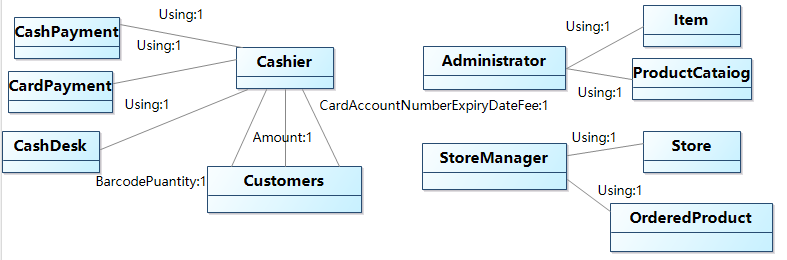 Using:1
CashPayment
Using:1
CardPayment
Using:1
CashDesk
Cashier
CardAccountNumberExpiryDateFee:1
Amount:1
BarcodePuantity:1
Customers
Using:1
Item
Administrator
ProductCataiog
Using:1
Using:1
Store
StoreManager
Using:1
OrderedProduct